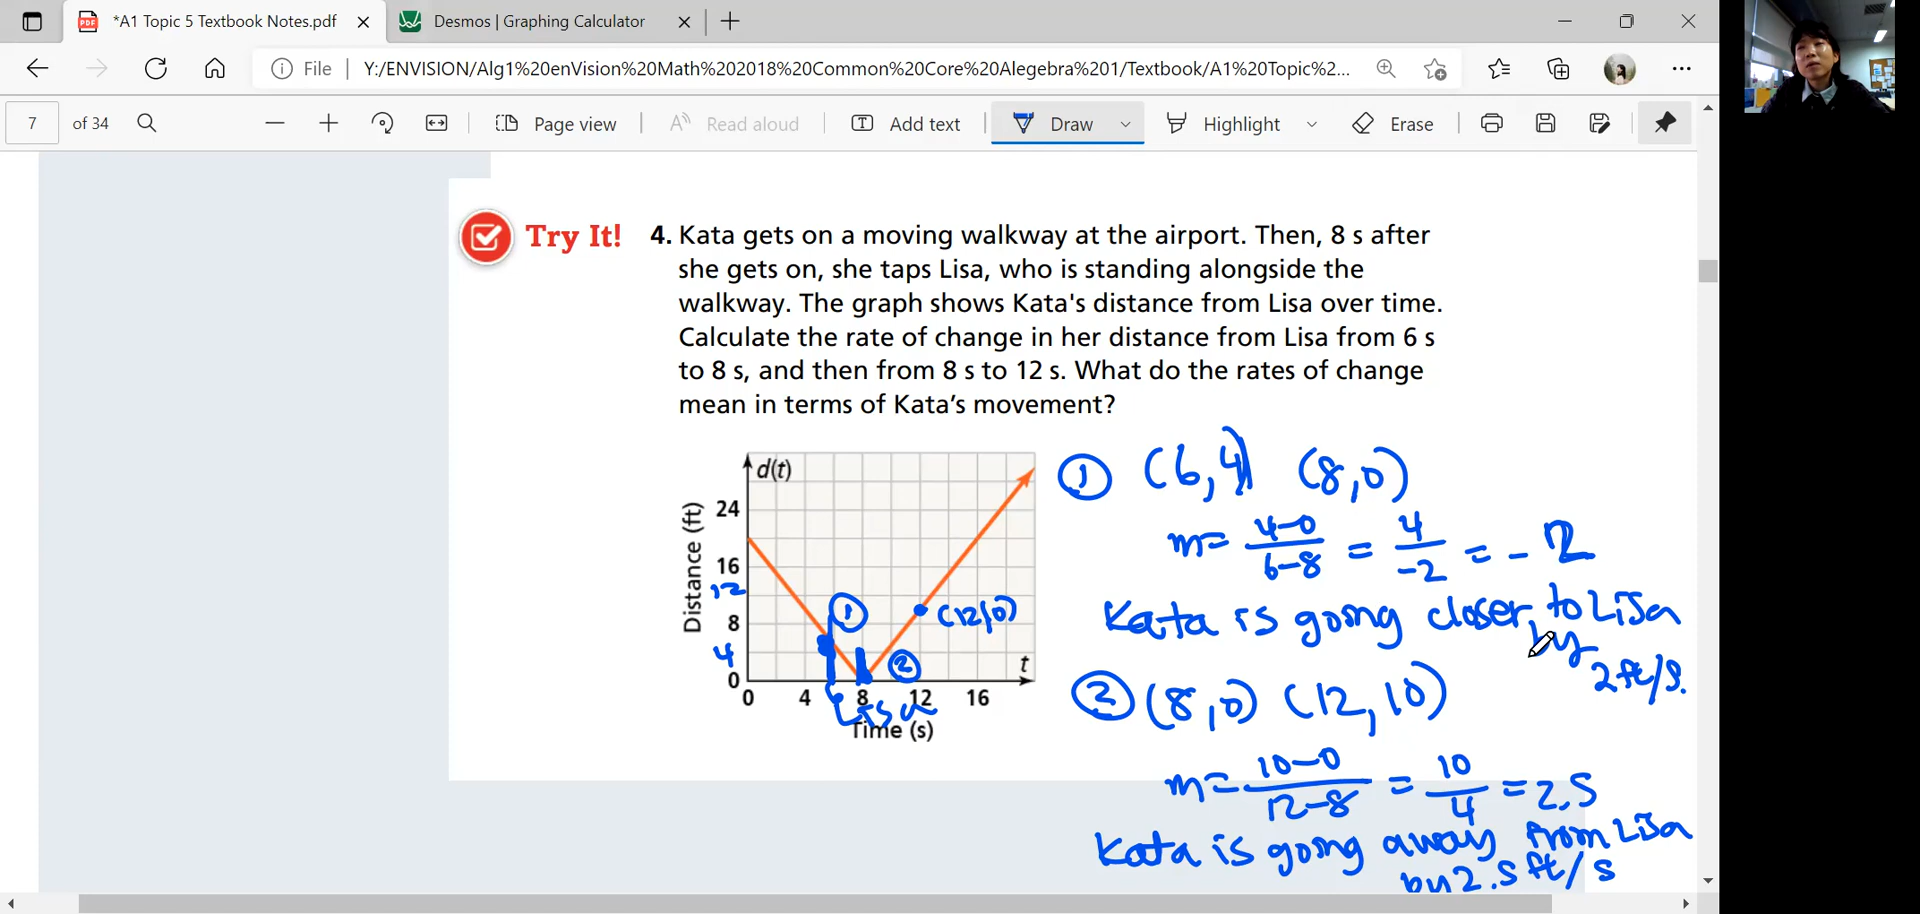 *A1 Topic 5 Textbook Notes.pdf
Desmos | Graphing Calculator
File
Y:/ENVISION/Alg1%20enVision%20Math%202018%20Common%20Core%20Alegebra%201/Textbook/A1%20Topic%2...
7 of 34
Page view
Read aloud
Add text
Draw
Highlight
Erase
PDF
Try It!
4. Kata gets on a moving walkway at the airport. Then, 8 s after
she gets on, she taps Lisa, who is standing alongside the
walkway. The graph shows Kata's distance from Lisa over time.
Calculate the rate of change in her distance from Lisa from 6 s
to 8 s, and then from 8 s to 12 s. What do the rates of change
mean in terms of Kata's movement?
d(t)
Distance (ft)
24
16
12
8
4
0
t
0 4 6 8 12 16
Time (s)
Lisa
①
②
(12,10)
① (6,4) (8,0)
m= 4-0/6-8 = 4/-2 = -2
Kata is going closer to Lisa
by
2 ft/s.
② (8,0) (12,10)
m= 10-0/12-8 = 10/4 = 2.5
Kata is going away from Lisa
by 2.5 ft/s